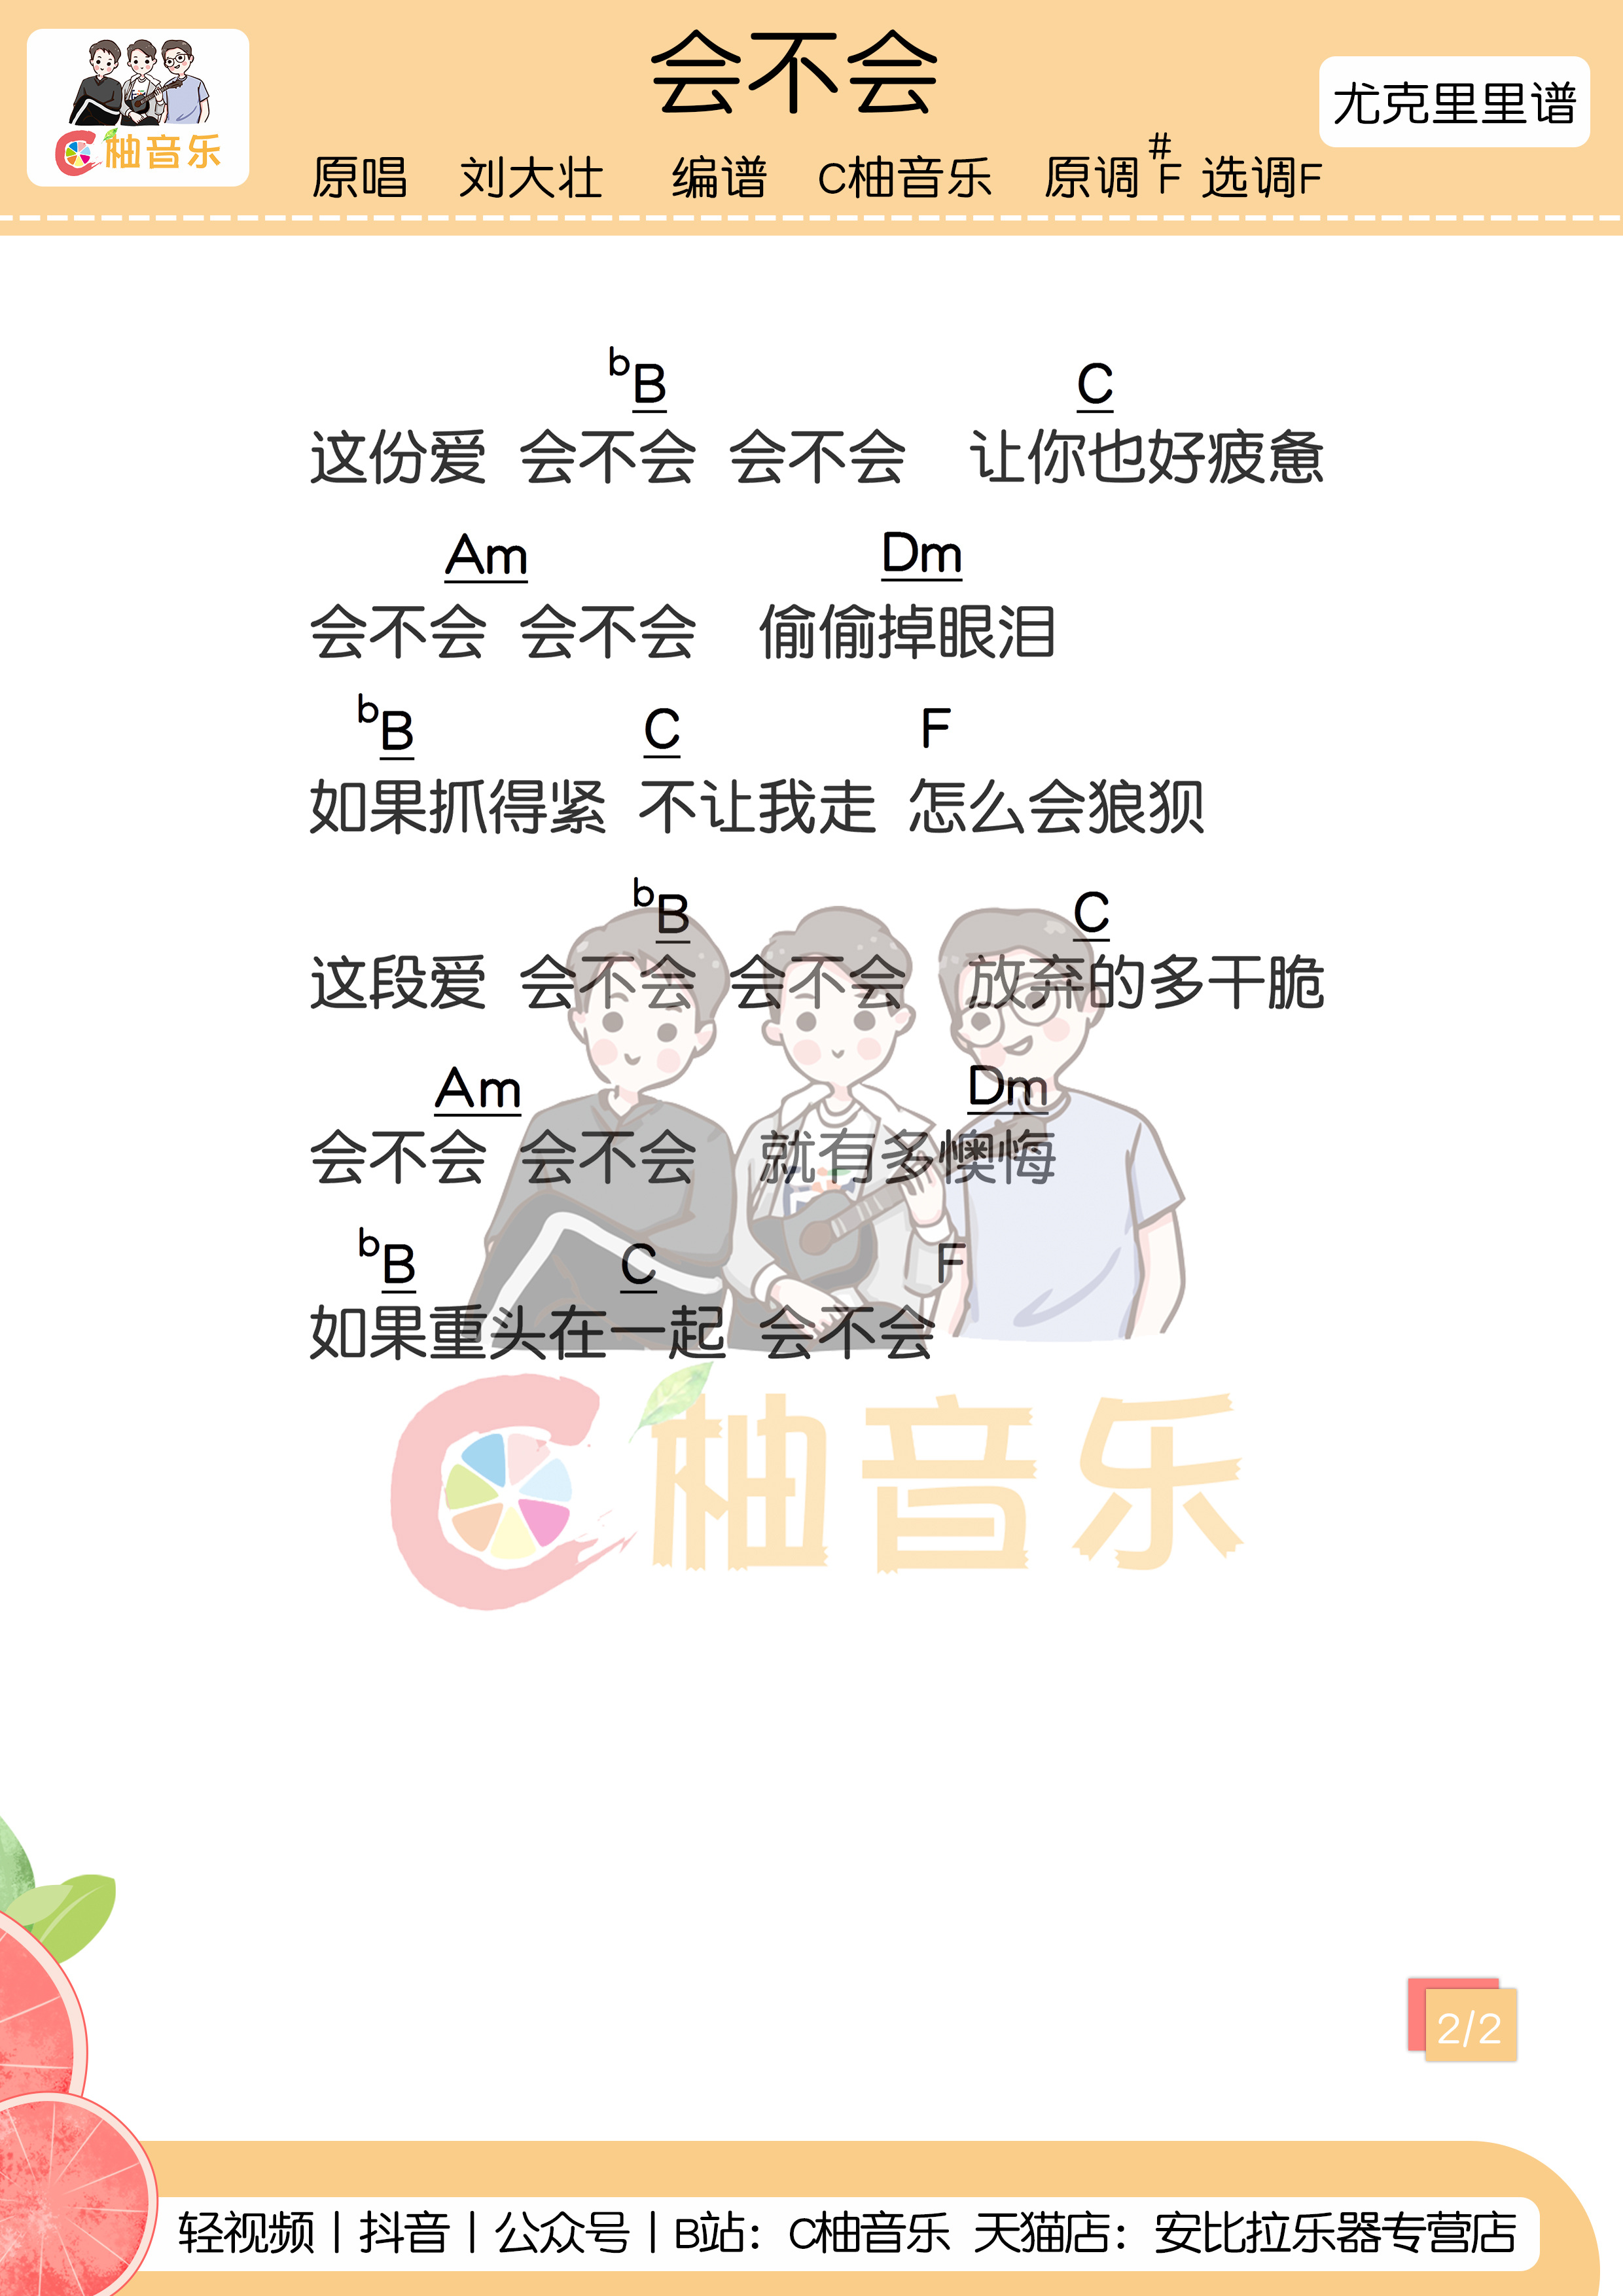 会不会
尤克里里谱
C柚音乐
原唱 刘大壮 编谱 C柚音乐 原调 #F 选调F
bB C
这份爱 会不会 会不会 让你也好疲惫
Am Dm
会不会 会不会 偷偷掉眼泪
bB C F
如果抓得紧 不让我走 怎么会狼狈
bB C
这段爱 会不会 会不会 放弃的多干脆
Am Dm
会不会 会不会 就有多懊悔
bB C F
如果重头在一起 会不会
C柚音乐
2/2
轻视频 | 抖音 | 公众号 | B站：C柚音乐 天猫店：安比拉乐器专营店